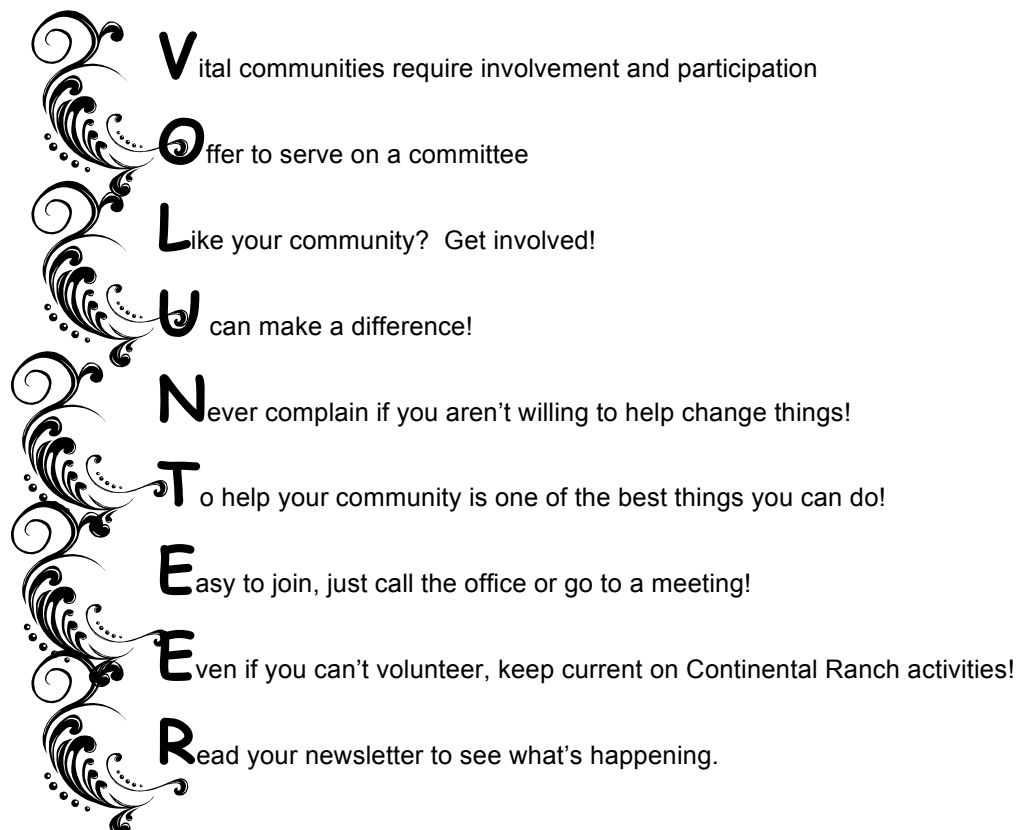 Vital communities require involvement and participation
Offer to serve on a committee
Like your community?  Get involved!
U can make a difference!
Never complain if you aren’t willing to help change things!
To help your community is one of the best things you can do!
Easy to join, just call the office or go to a meeting!
Even if you can’t volunteer, keep current on Continental Ranch activities!
Read your newsletter to see what’s happening.